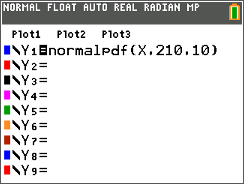 NORMAL FLOAT AUTO REAL RADIAN MP
Plot1 Plot2 Plot3
\Y1=normalpdf(X,210,10)
\Y2=
\Y3=
\Y4=
\Y5=
\Y6=
\Y7=
\Y8=
\Y9=